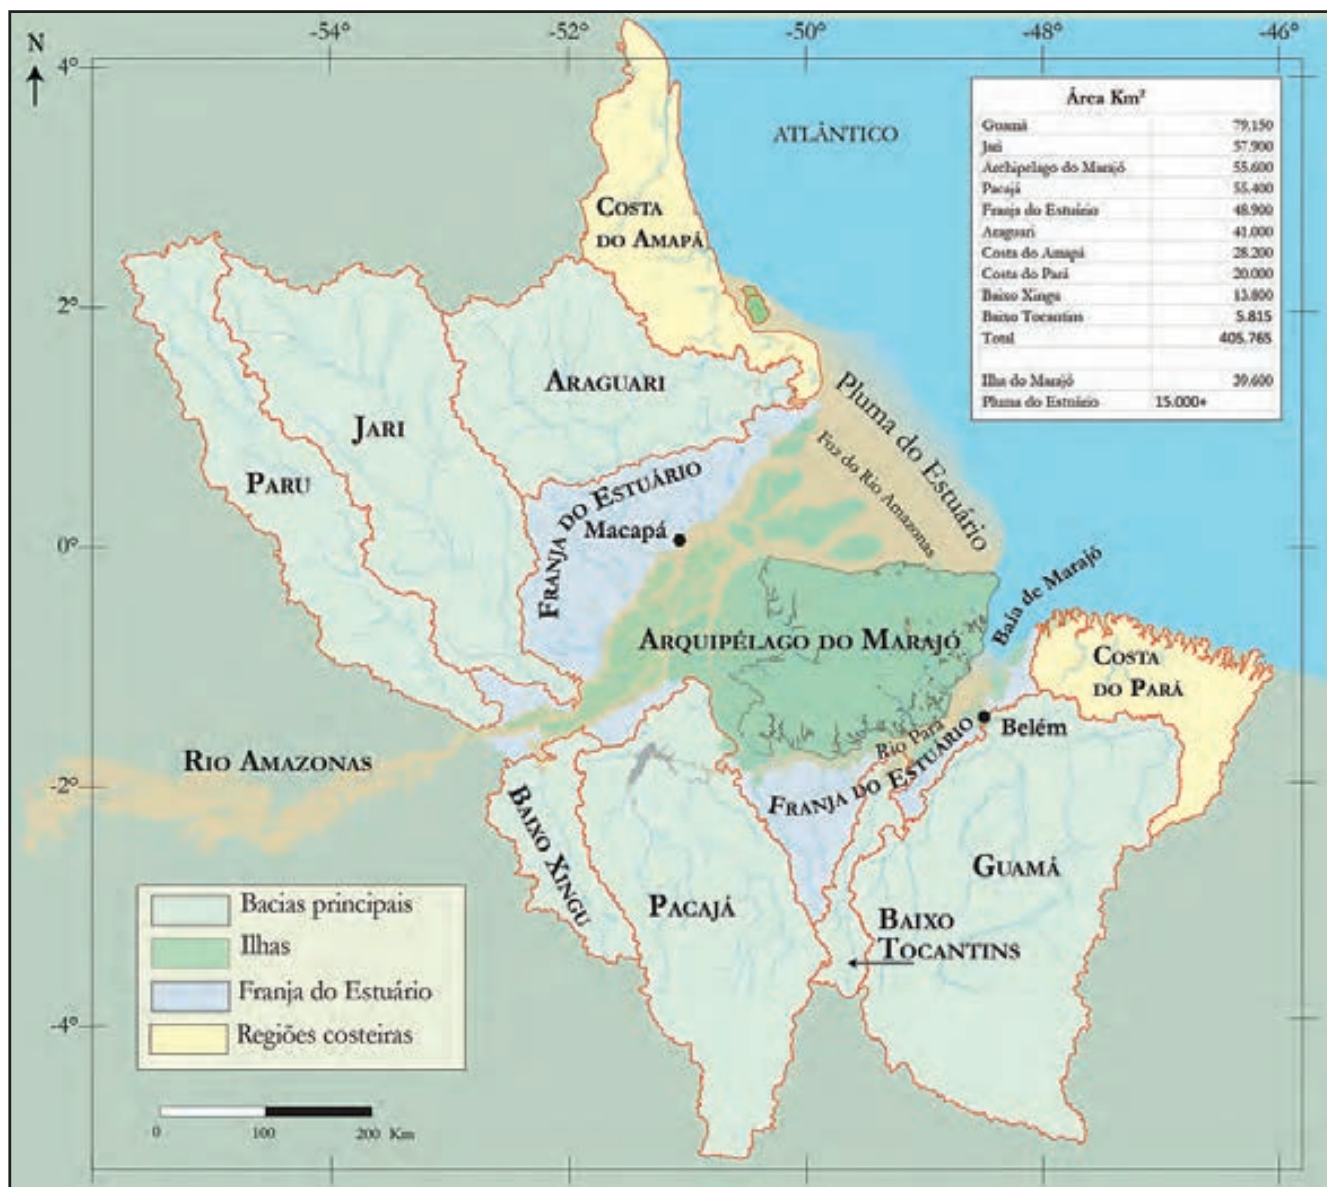 -54°
-52°
-50°
-48°
-46°
N
4°
2°
0°
-2°
-4°
ATLÂNTICO
Área Km²
Guamá 79.150
Jari 57.900
Archipelago do Marajó 55.600
Pacajá 55.400
Franja do Estuário 48.900
Araguari 41.000
Costa do Amapá 28.200
Costa do Pará 20.000
Baixo Xingu 13.800
Baixo Tocantins 5.815
Total 405.765
Ilha do Marajó 39.600
Pluma do Estuário 15.000+
COSTA
DO AMAPÁ
ARAGUARI
JARI
PARU
Pluma do Estuário
Foz do Rio Amazonas
FRANJA DO ESTUÁRIO
Macapá
Baia de Marajó
ARQUIPÉLAGO DO MARAJÓ
COSTA
DO PARÁ
Belém
Rio Pará
FRANJA DO ESTUÁRIO
RIO AMAZONAS
BAIXO XINGU
PACAJÁ
GUAMÁ
BAIXO
TOCANTINS
Bacias principais
Ilhas
Franja do Estuário
Regiões costeiras
0 100 200 Km